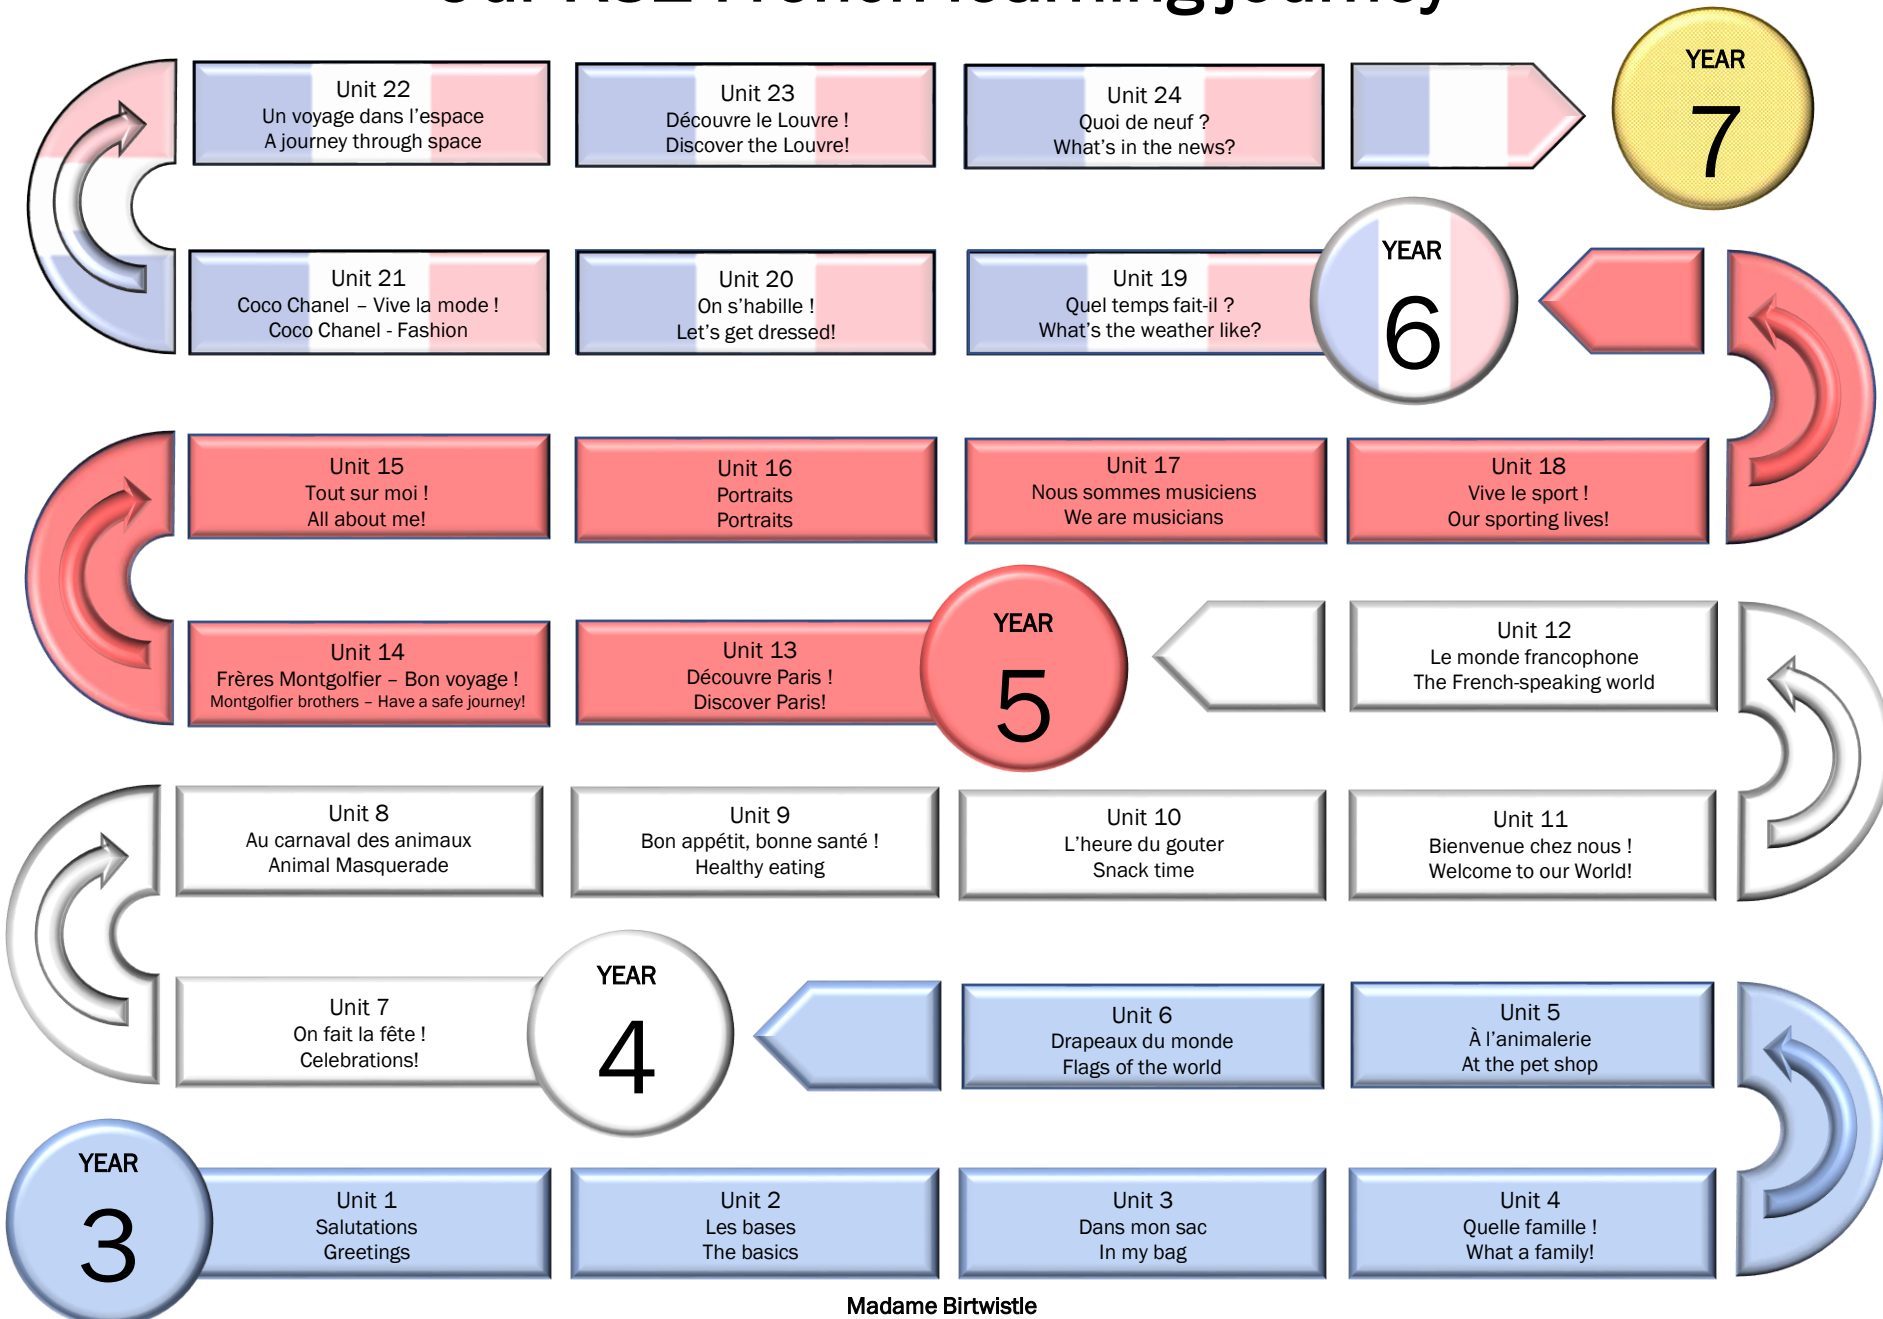 Our KS2 French learning journey
Unit 22
Un voyage dans l'espace
A journey through space
Unit 23
Découvre le Louvre !
Discover the Louvre!
Unit 24
Quoi de neuf ?
What's in the news?
YEAR
7
Unit 21
Coco Chanel – Vive la mode !
Coco Chanel - Fashion
Unit 20
On s'habille !
Let's get dressed!
Unit 19
Quel temps fait-il ?
What's the weather like?
YEAR
6
Unit 15
Tout sur moi !
All about me!
Unit 16
Portraits
Portraits
Unit 17
Nous sommes musiciens
We are musicians
Unit 18
Vive le sport !
Our sporting lives!
Unit 14
Frères Montgolfier – Bon voyage !
Montgolfier brothers – Have a safe journey!
Unit 13
Découvre Paris !
Discover Paris!
YEAR
5
Unit 12
Le monde francophone
The French-speaking world
Unit 8
Au carnaval des animaux
Animal Masquerade
Unit 9
Bon appétit, bonne santé !
Healthy eating
Unit 10
L'heure du gouter
Snack time
Unit 11
Bienvenue chez nous !
Welcome to our World!
Unit 7
On fait la fête !
Celebrations!
YEAR
4
Unit 6
Drapeaux du monde
Flags of the world
Unit 5
À l'animalerie
At the pet shop
YEAR
3
Unit 1
Salutations
Greetings
Unit 2
Les bases
The basics
Unit 3
Dans mon sac
In my bag
Unit 4
Quelle famille !
What a family!
Madame Birtwistle